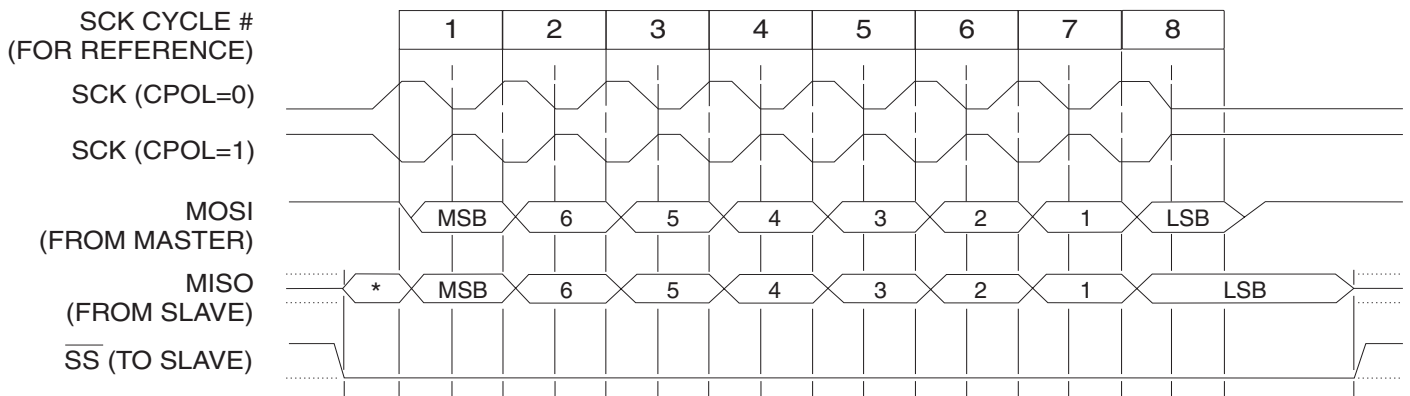 SCK CYCLE #
(FOR REFERENCE)
1 2 3 4 5 6 7 8
SCK (CPOL=0)
SCK (CPOL=1)
MOSI
(FROM MASTER)
MSB 6 5 4 3 2 1 LSB
MISO
(FROM SLAVE)
* MSB 6 5 4 3 2 1 LSB
SS (TO SLAVE)